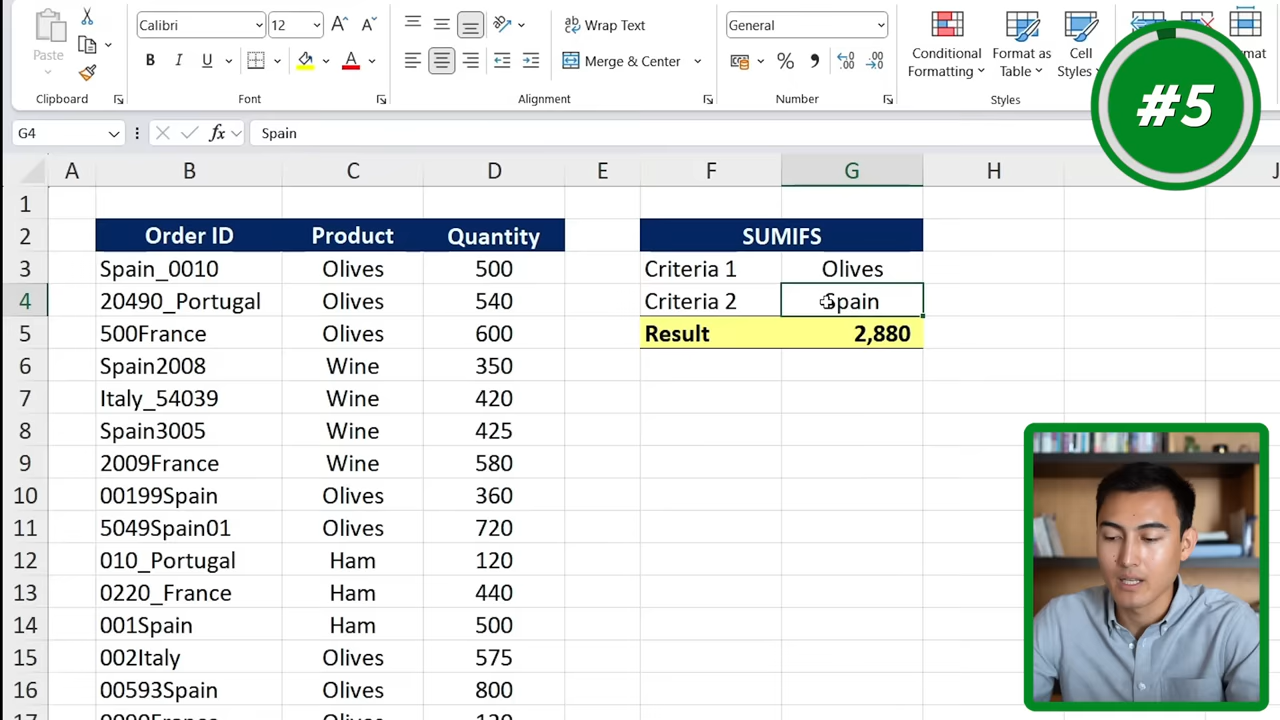 Calibri 12 A A Wrap Text General
Paste B I U A Merge & Center % Conditional Formatting Format as Table Cell Styles
Clipboard Font Alignment Number Styles
#5
G4 fx Spain
A B C D E F G H J
1
2 Order ID Product Quantity SUMIFS
3 Spain_0010 Olives 500 Criteria 1 Olives
4 20490_Portugal Olives 540 Criteria 2 Spain
5 500France Olives 600 Result 2,880
6 Spain2008 Wine 350
7 Italy_54039 Wine 420
8 Spain3005 Wine 425
9 2009France Wine 580
10 00199Spain Olives 360
11 5049Spain01 Olives 720
12 010_Portugal Ham 120
13 0220_France Ham 440
14 001Spain Ham 500
15 002Italy Olives 575
16 00593Spain Olives 800